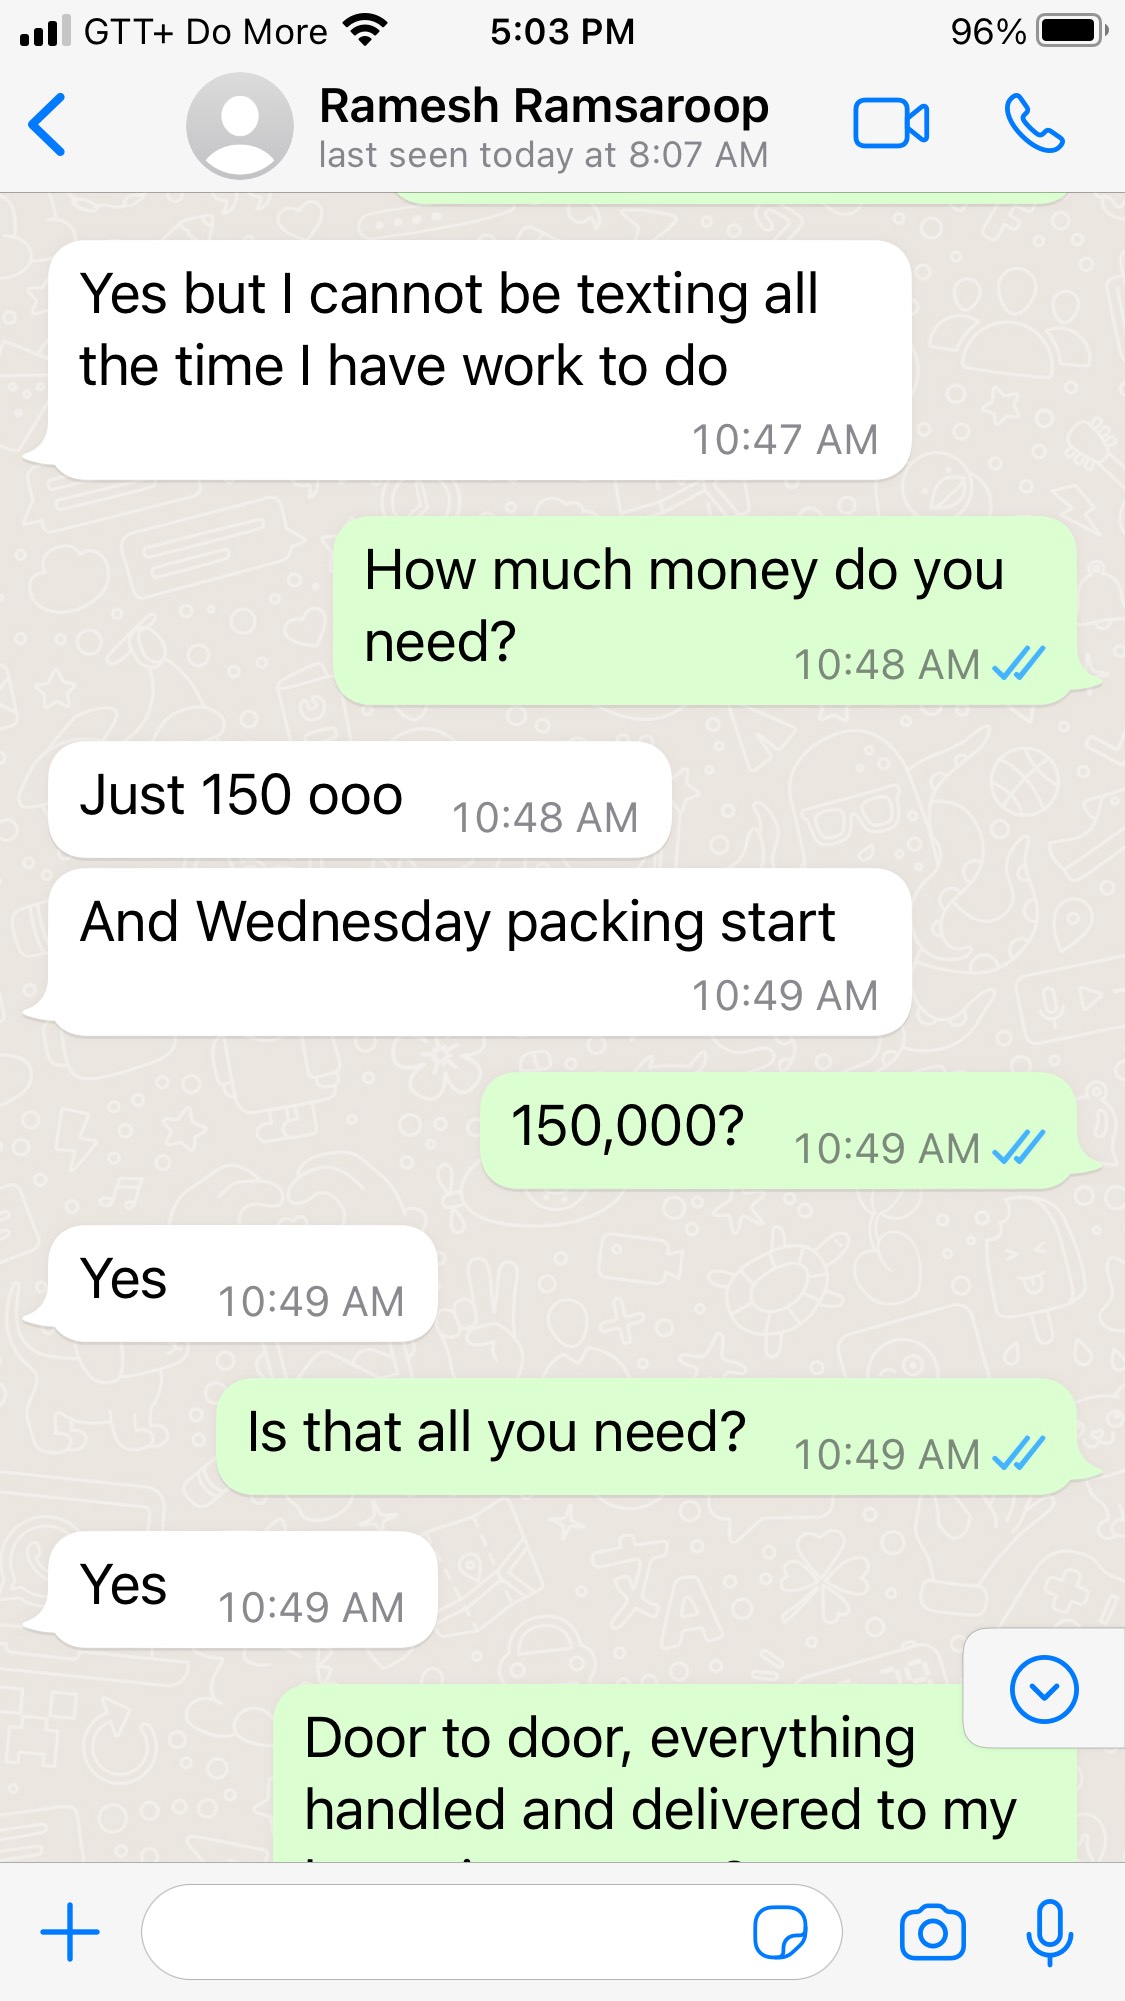 GTT+ Do More 5:03 PM 96%
Ramesh Ramsaroop
last seen today at 8:07 AM
Yes but I cannot be texting all
the time I have work to do
10:47 AM
How much money do you
need?
10:48 AM
Just 150 ooo
10:48 AM
And Wednesday packing start
10:49 AM
150,000?
10:49 AM
Yes
10:49 AM
Is that all you need?
10:49 AM
Yes
10:49 AM
Door to door, everything
handled and delivered to my